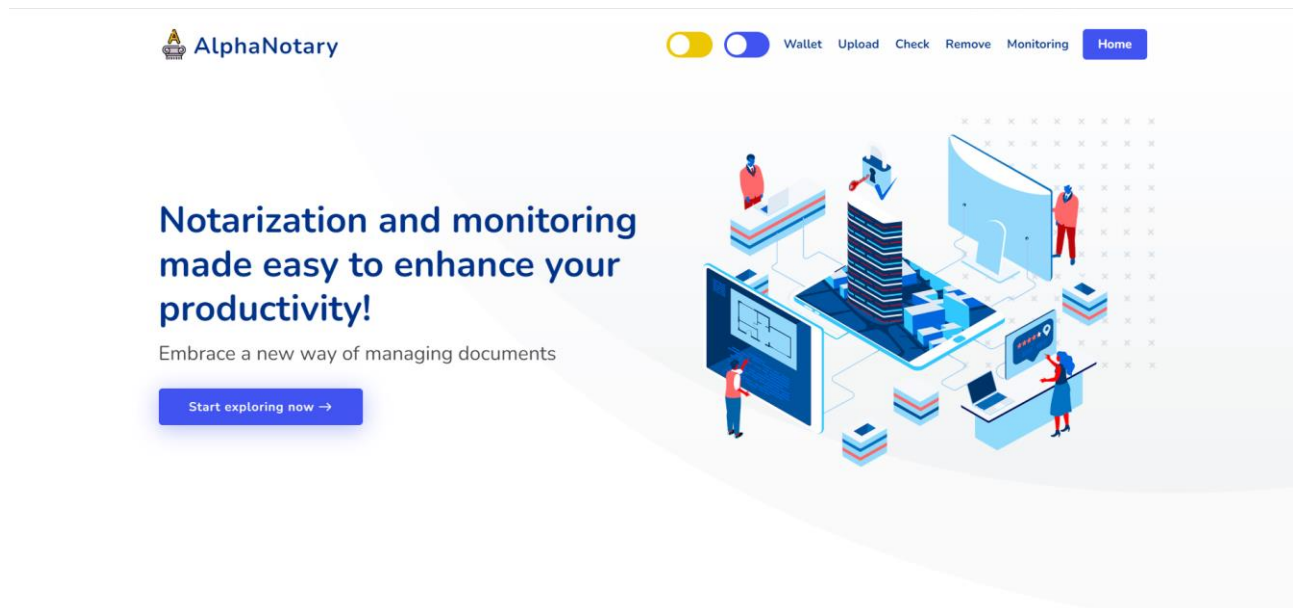 AlphaNotary
Wallet Upload Check Remove Monitoring Home
Notarization and monitoring
made easy to enhance your
productivity!
Embrace a new way of managing documents
Start exploring now →